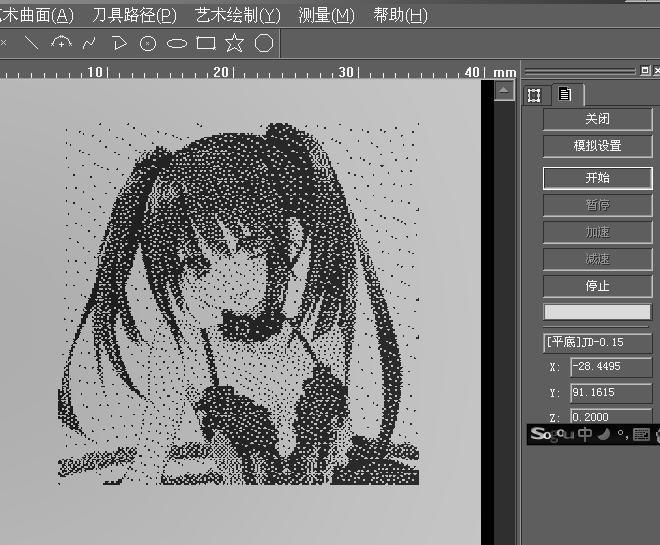 艺术曲面(A) 刀具路径(P) 艺术绘制(Y) 测量(M) 帮助(H)
10 20 30 40 mm
关闭
模拟设置
开始
暂停
加速
减速
停止
[平底]JD-0.15
X: -28.4495
Y: 91.1615
Z: 0.2000
Sogou 中